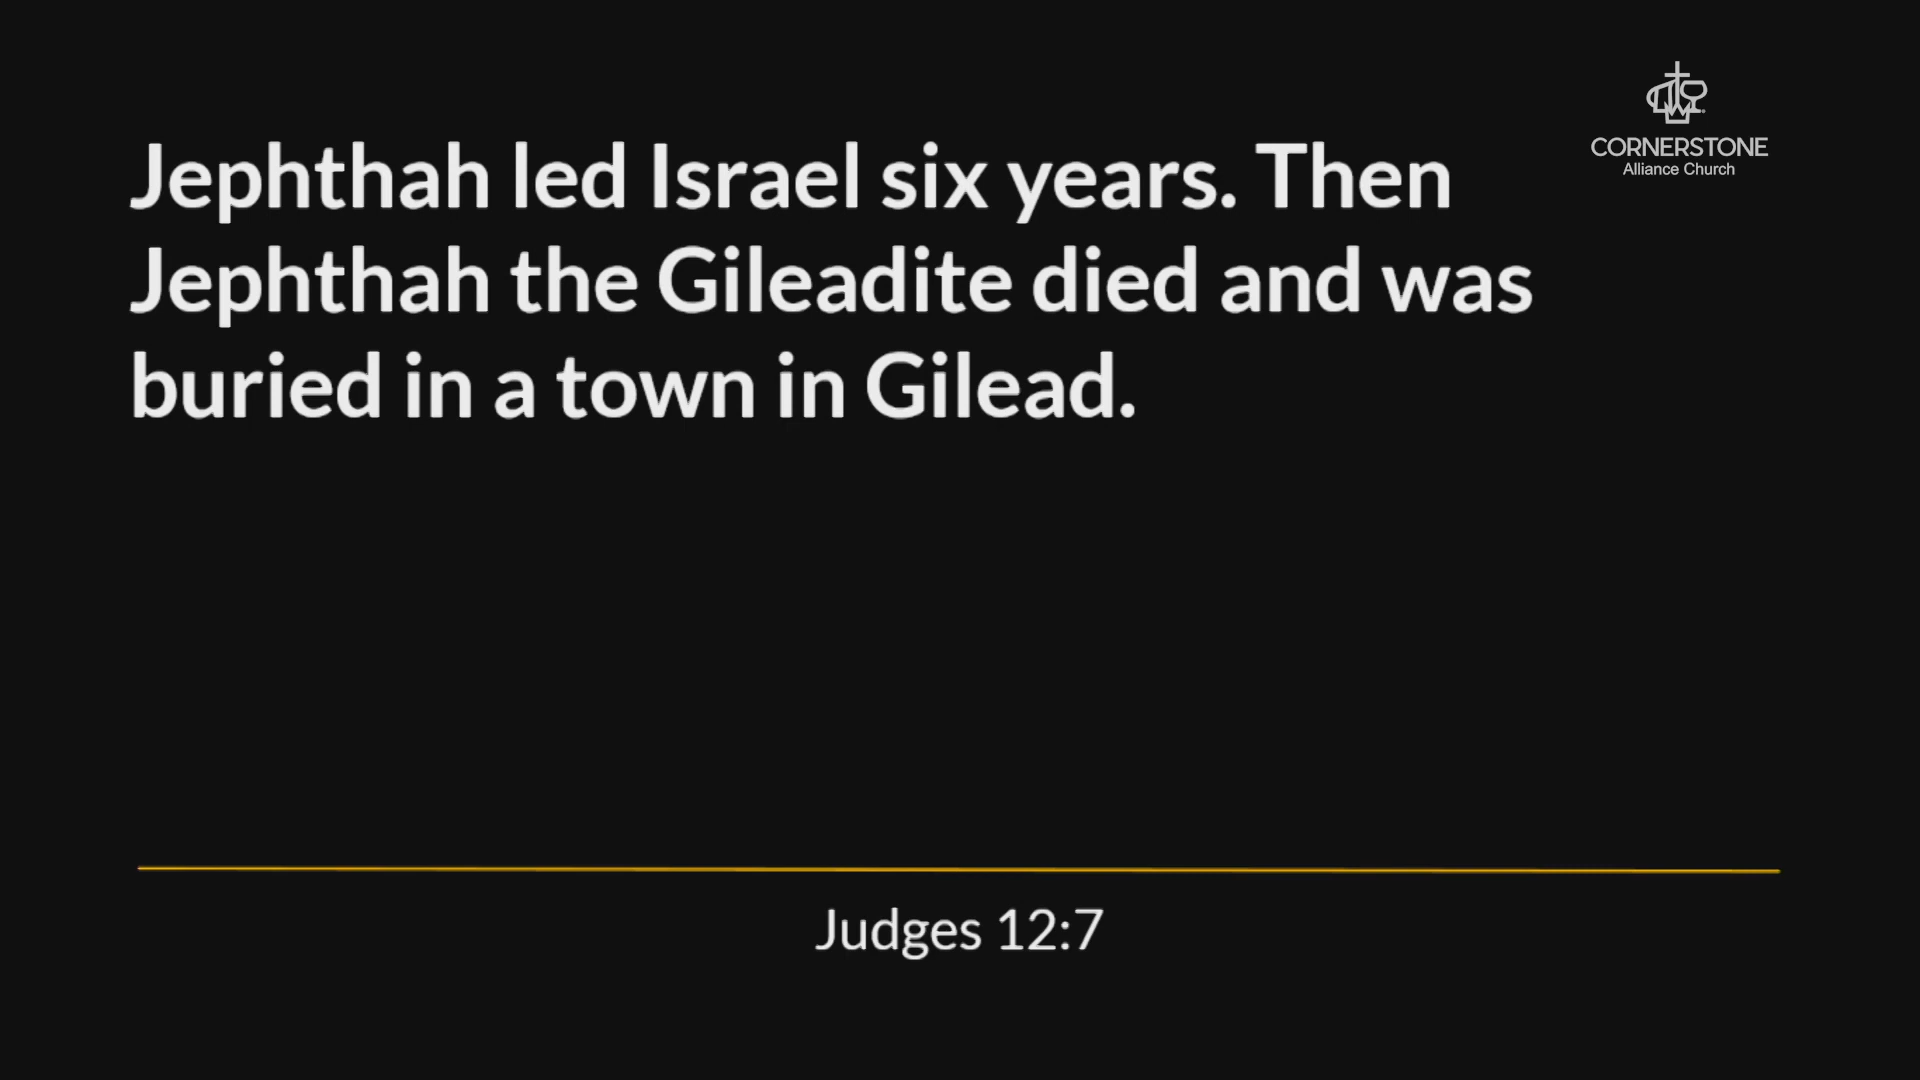 Jephthah led Israel six years. Then
Jephthah the Gileadite died and was
buried in a town in Gilead.
CORNERSTONE
Alliance Church
Judges 12:7